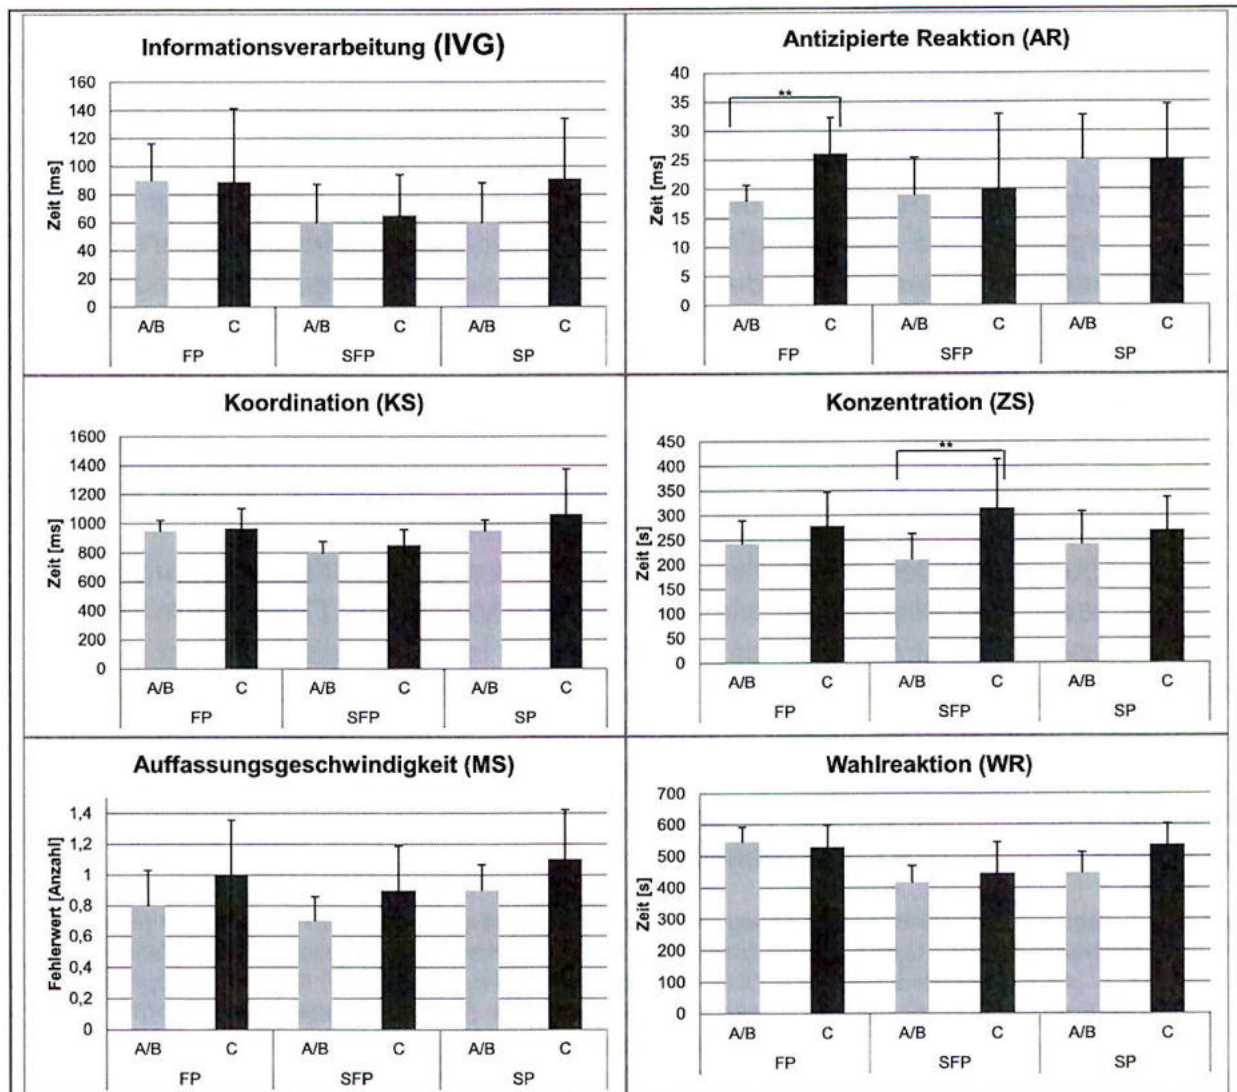 Informationsverarbeitung (IVG)
Zeit [ms]
160
140
120
100
80
60
40
20
0
A/B C A/B C A/B C
FP SFP SP
Antizipierte Reaktion (AR)
Zeit [ms]
40
35
30
25
20
15
10
5
0
**
A/B C A/B C A/B C
FP SFP SP
Koordination (KS)
Zeit [ms]
1600
1400
1200
1000
800
600
400
200
0
A/B C A/B C A/B C
FP SFP SP
Konzentration (ZS)
Zeit [s]
450
400
350
300
250
200
150
100
50
0
**
A/B C A/B C A/B C
FP SFP SP
Auffassungsgeschwindigkeit (MS)
Fehlerwert [Anzahl]
1,4
1,2
1
0,8
0,6
0,4
0,2
0
A/B C A/B C A/B C
FP SFP SP
Wahlreaktion (WR)
Zeit [s]
700
600
500
400
300
200
100
0
A/B C A/B C A/B C
FP SFP SP